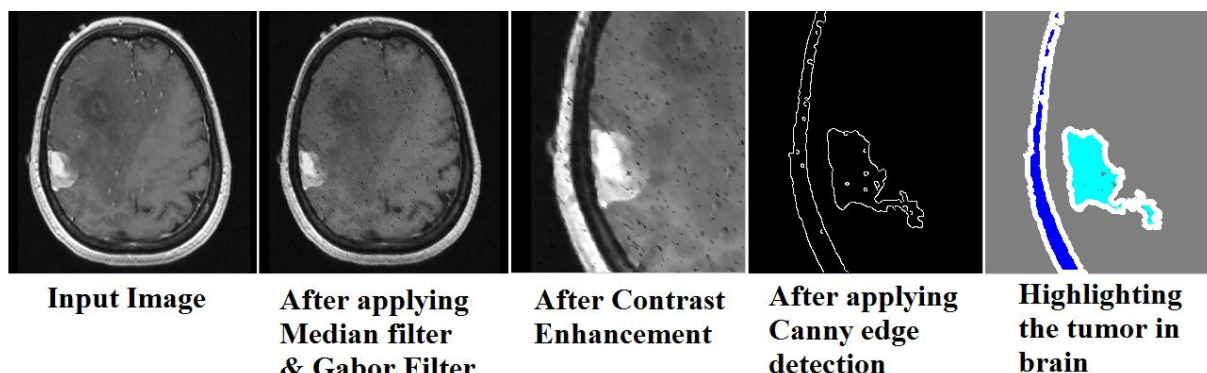 Input Image
After applying
Median filter
& Gabor Filter
After Contrast
Enhancement
After applying
Canny edge
detection
Highlighting
the tumor in
brain